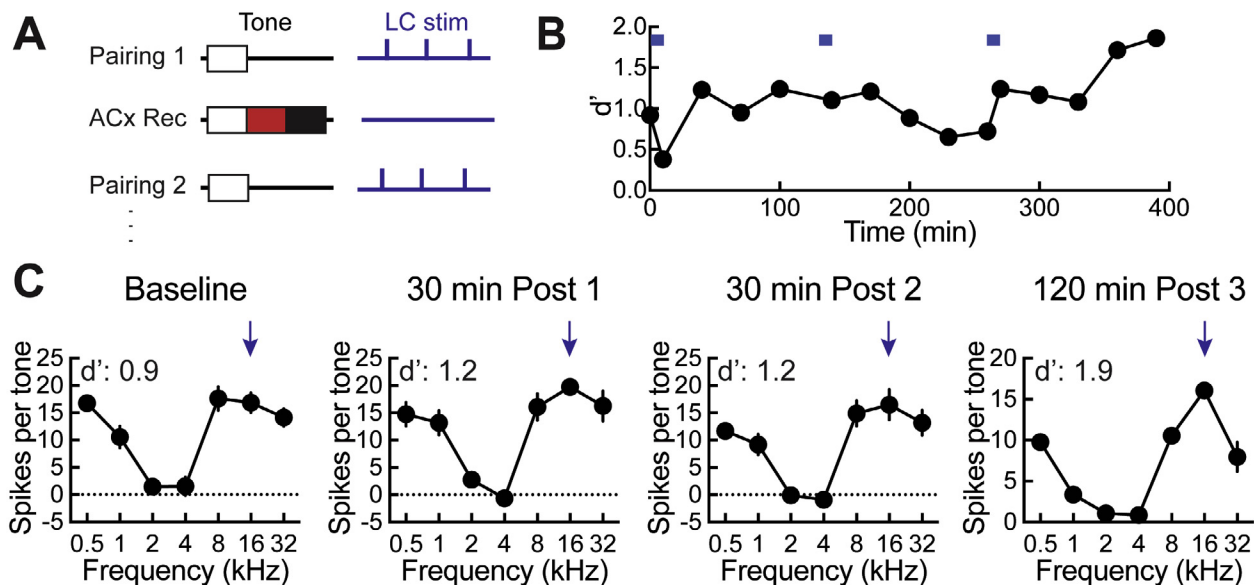 A
Tone
LC stim
Pairing 1
ACx Rec
Pairing 2
B
d'
2.0
1.5
1.0
0.5
0.0
0 100 200 300 400
Time (min)
C
Baseline
d': 0.9
Spikes per tone
25
20
15
10
5
0
−5
0.5 1 2 4 8 16 32
Frequency (kHz)
30 min Post 1
d': 1.2
Spikes per tone
25
20
15
10
5
0
−5
0.5 1 2 4 8 16 32
Frequency (kHz)
30 min Post 2
d': 1.2
Spikes per tone
25
20
15
10
5
0
−5
0.5 1 2 4 8 16 32
Frequency (kHz)
120 min Post 3
d': 1.9
Spikes per tone
20
15
10
5
0
0.5 1 2 4 8 16 32
Frequency (kHz)